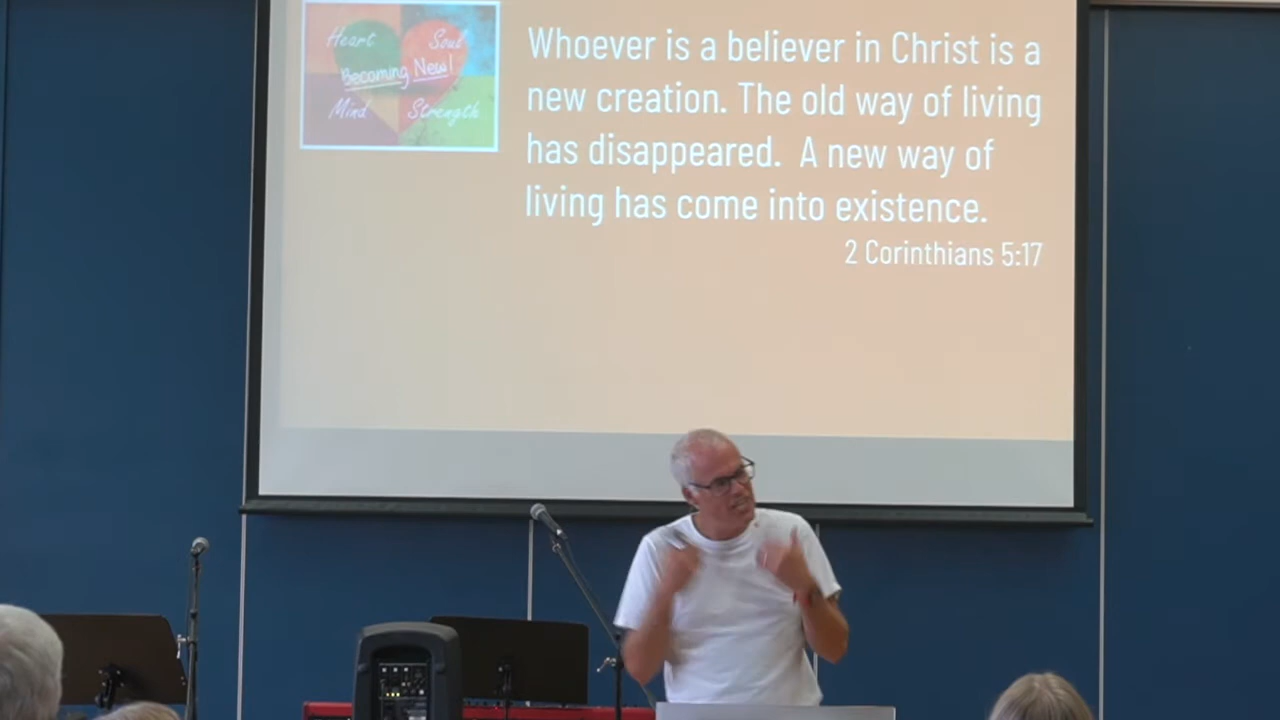 Heart Soul
Becoming New!
Mind Strength
Whoever is a believer in Christ is a
new creation. The old way of living
has disappeared. A new way of
living has come into existence.
2 Corinthians 5:17